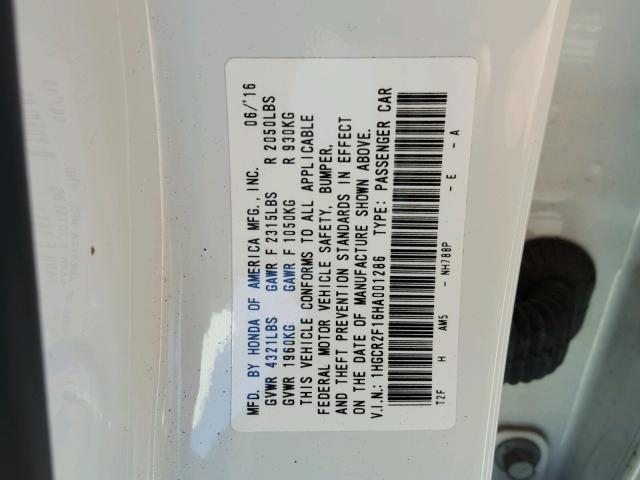 MFD. BY HONDA OF AMERICA MFG., INC. 06/'16
GVWR 4321LBS GAWR F 2315LBS R 2050LBS
GVWR 1960KG GAWR F 1050KG R 930KG
THIS VEHICLE CONFORMS TO ALL APPLICABLE
FEDERAL MOTOR VEHICLE SAFETY, BUMPER,
AND THEFT PREVENTION STANDARDS IN EFFECT
ON THE DATE OF MANUFACTURE SHOWN ABOVE.
V.I.N.: 1HGCR2F16HA001286 TYPE: PASSENGER CAR
T2F H AM5 - NH788P - E - A